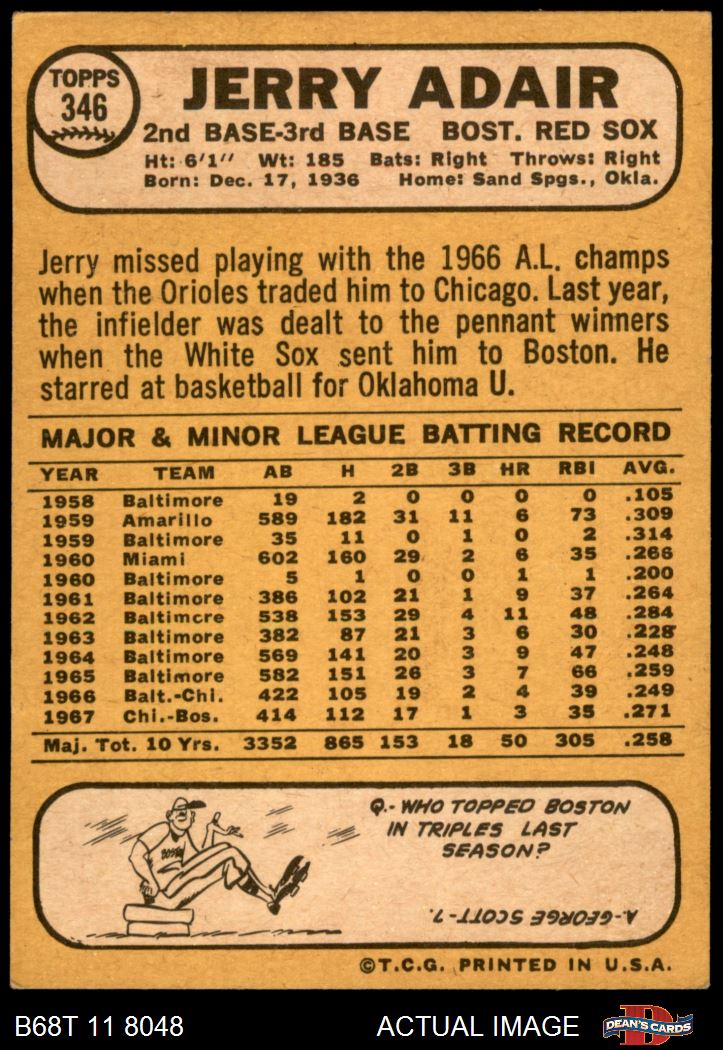 TOPPS
346
JERRY ADAIR
2nd BASE-3rd BASE BOST. RED SOX
Ht: 6'1" Wt: 185 Bats: Right Throws: Right
Born: Dec. 17, 1936 Home: Sand Spgs., Okla.
Jerry missed playing with the 1966 A.L. champs
when the Orioles traded him to Chicago. Last year,
the infielder was dealt to the pennant winners
when the White Sox sent him to Boston. He
starred at basketball for Oklahoma U.
MAJOR & MINOR LEAGUE BATTING RECORD
YEAR TEAM AB H 2B 3B HR RBI AVG.
1958 Baltimore 19 2 0 0 0 0 .105
1959 Amarillo 589 182 31 11 6 73 .309
1959 Baltimore 35 11 0 1 0 2 .314
1960 Miami 602 160 29 2 6 35 .266
1960 Baltimore 5 1 0 0 1 1 .200
1961 Baltimore 386 102 21 1 9 37 .264
1962 Baltimore 538 153 29 4 11 48 .284
1963 Baltimore 382 87 21 3 6 30 .228
1964 Baltimore 569 141 20 3 9 47 .248
1965 Baltimore 582 151 26 3 7 66 .259
1966 Balt.-Chi. 422 105 19 2 4 39 .249
1967 Chi.-Bos. 414 112 17 1 3 35 .271
Maj. Tot. 10 Yrs. 3352 865 153 18 50 305 .258
BOSTON
Q.- WHO TOPPED BOSTON
IN TRIPLES LAST
SEASON?
A.- GEORGE SCOTT - 7.
©T.C.G. PRINTED IN U.S.A.
B68T 11 8048 ACTUAL IMAGE
D
DEAN'S CARDS